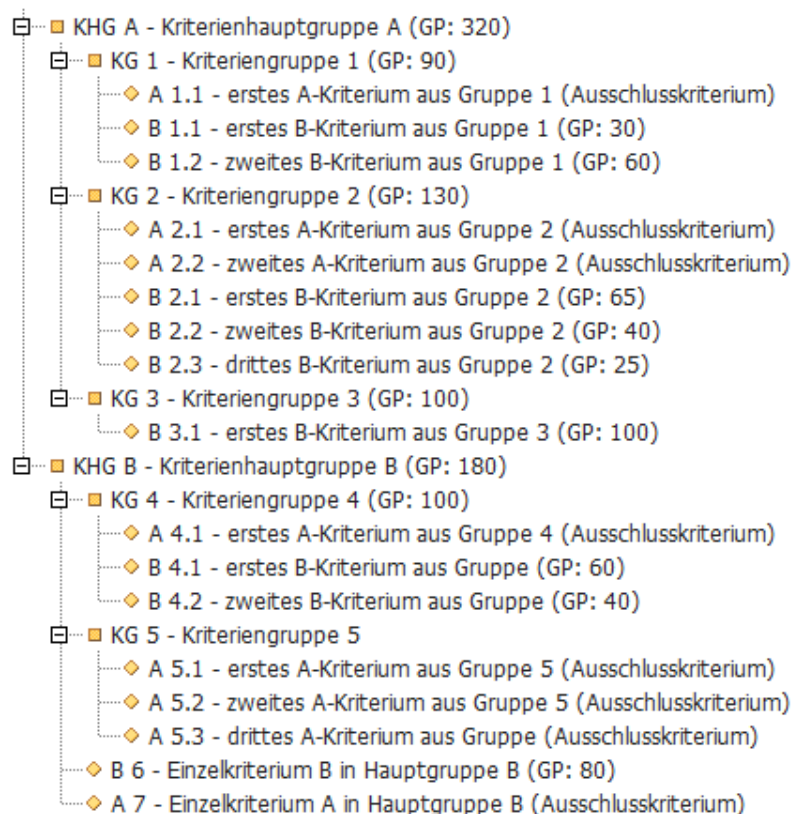 KHG A - Kriterienhauptgruppe A (GP: 320)
KG 1 - Kriteriengruppe 1 (GP: 90)
A 1.1 - erstes A-Kriterium aus Gruppe 1 (Ausschlusskriterium)
B 1.1 - erstes B-Kriterium aus Gruppe 1 (GP: 30)
B 1.2 - zweites B-Kriterium aus Gruppe 1 (GP: 60)
KG 2 - Kriteriengruppe 2 (GP: 130)
A 2.1 - erstes A-Kriterium aus Gruppe 2 (Ausschlusskriterium)
A 2.2 - zweites A-Kriterium aus Gruppe 2 (Ausschlusskriterium)
B 2.1 - erstes B-Kriterium aus Gruppe 2 (GP: 65)
B 2.2 - zweites B-Kriterium aus Gruppe 2 (GP: 40)
B 2.3 - drittes B-Kriterium aus Gruppe 2 (GP: 25)
KG 3 - Kriteriengruppe 3 (GP: 100)
B 3.1 - erstes B-Kriterium aus Gruppe 3 (GP: 100)
KHG B - Kriterienhauptgruppe B (GP: 180)
KG 4 - Kriteriengruppe 4 (GP: 100)
A 4.1 - erstes A-Kriterium aus Gruppe 4 (Ausschlusskriterium)
B 4.1 - erstes B-Kriterium aus Gruppe (GP: 60)
B 4.2 - zweites B-Kriterium aus Gruppe (GP: 40)
KG 5 - Kriteriengruppe 5
A 5.1 - erstes A-Kriterium aus Gruppe 5 (Ausschlusskriterium)
A 5.2 - zweites A-Kriterium aus Gruppe 5 (Ausschlusskriterium)
A 5.3 - drittes A-Kriterium aus Gruppe (Ausschlusskriterium)
B 6 - Einzelkriterium B in Hauptgruppe B (GP: 80)
A 7 - Einzelkriterium A in Hauptgruppe B (Ausschlusskriterium)